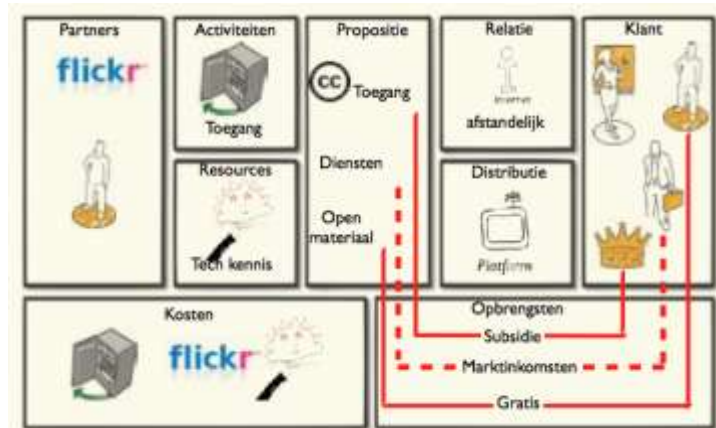 Partners
flickr
Activiteiten
Toegang
Resources
Tech kennis
Propositie
CC Toegang
Diensten
Open
materiaal
Relatie
afstandelijk
Distributie
Platform
Klant
Kosten
flickr
Opbrengsten
Subsidie
Marktinkomsten
Gratis